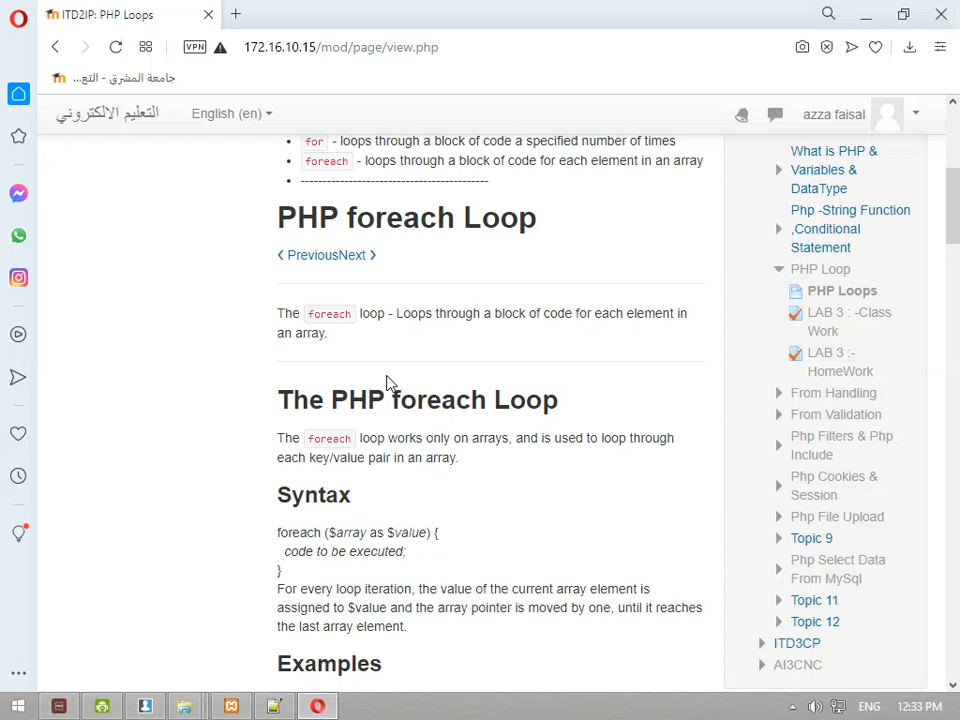 ITD2IP: PHP Loops
VPN
172.16.10.15/mod/page/view.php
جامعة المشرق - التع...
التعليم الالكتروني
English (en)
azza faisal
for - loops through a block of code a specified number of times
foreach - loops through a block of code for each element in an array
-------------------------------------------
PHP foreach Loop
❮ PreviousNext ❯
The foreach loop - Loops through a block of code for each element in
an array.
The PHP foreach Loop
The foreach loop works only on arrays, and is used to loop through
each key/value pair in an array.
Syntax
foreach ($array as $value) {
code to be executed;
}
For every loop iteration, the value of the current array element is
assigned to $value and the array pointer is moved by one, until it reaches
the last array element.
Examples
What is PHP &
Variables &
DataType
Php -String Function
,Conditional
Statement
PHP Loop
PHP Loops
LAB 3 : -Class
Work
LAB 3 :-
HomeWork
From Handling
From Validation
Php Filters & Php
Include
Php Cookies &
Session
Php File Upload
Topic 9
Php Select Data
From MySql
Topic 11
Topic 12
ITD3CP
AI3CNC
ENG
12:33 PM